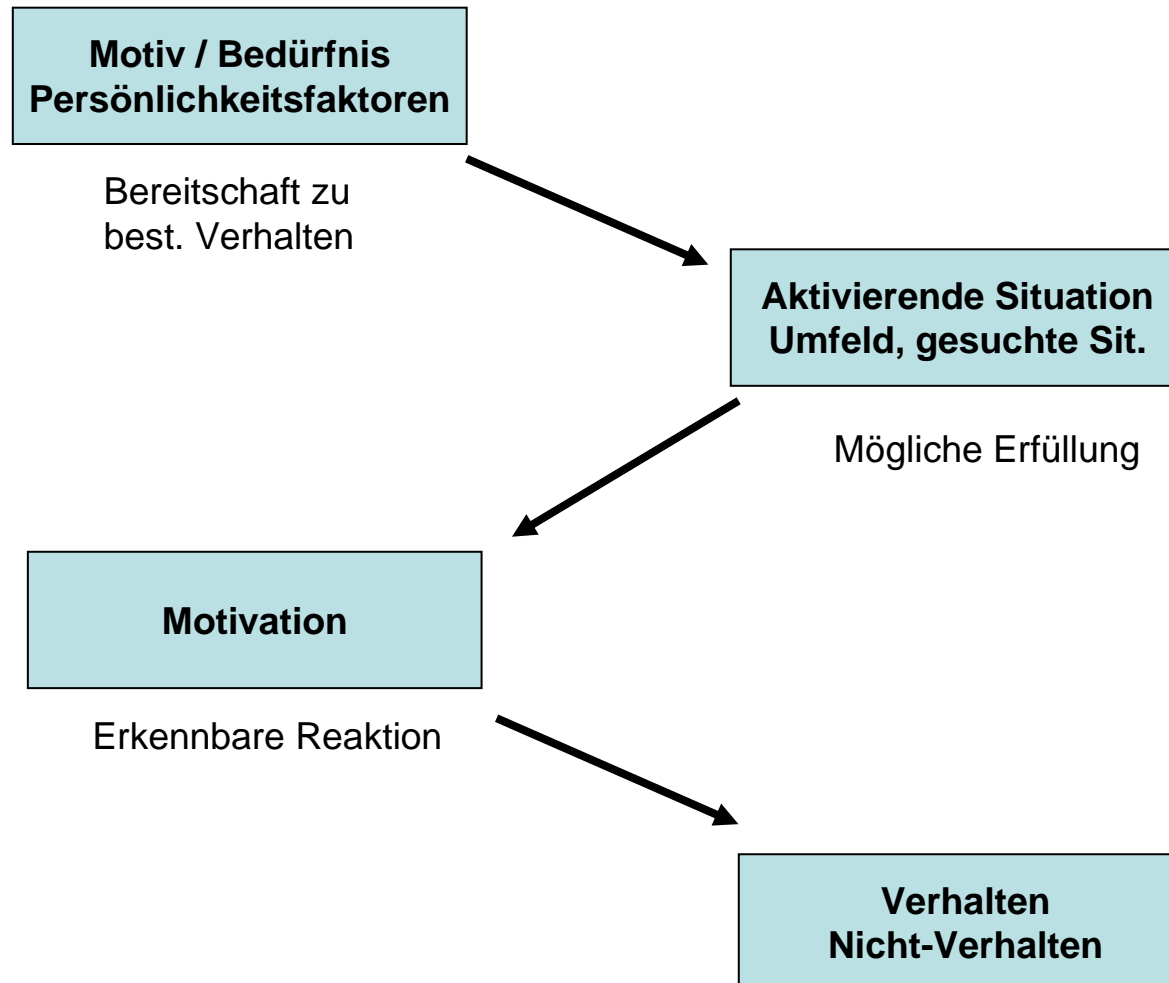 Motiv / Bedürfnis
Persönlichkeitsfaktoren
Bereitschaft zu
best. Verhalten
Aktivierende Situation
Umfeld, gesuchte Sit.
Mögliche Erfüllung
Motivation
Erkennbare Reaktion
Verhalten
Nicht-Verhalten